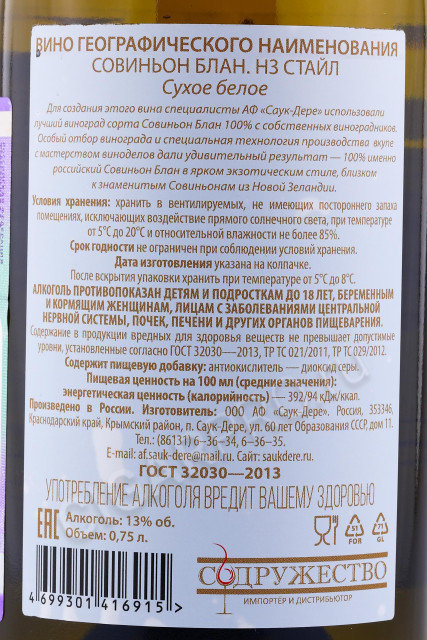 ВИНО ГЕОГРАФИЧЕСКОГО НАИМЕНОВАНИЯ
СОВИНЬОН БЛАН. НЗ СТАЙЛ
Сухое белое
Для создания этого вина специалисты АФ «Саук-Дере» использовали
лучший виноград сорта Совиньон Блан 100% с собственных виноградников.
Особый отбор винограда и специальная технология производства вкупе
с мастерством виноделов дали удивительный результат — 100% именно
российский Совиньон Блан в ярком экзотическом стиле, близком
к знаменитым Совиньонам из Новой Зеландии.
Условия хранения: хранить в вентилируемых, не имеющих постороннего запаха
помещениях, исключающих воздействие прямого солнечного света, при температуре
от 5°С до 20°С и относительной влажности не более 85%.
Срок годности не ограничен при соблюдении условий хранения.
Дата изготовления указана на колпачке.
После вскрытия упаковки хранить при температуре от 5°С до 8°С.
АЛКОГОЛЬ ПРОТИВОПОКАЗАН ДЕТЯМ И ПОДРОСТКАМ ДО 18 ЛЕТ, БЕРЕМЕННЫМ
И КОРМЯЩИМ ЖЕНЩИНАМ, ЛИЦАМ С ЗАБОЛЕВАНИЯМИ ЦЕНТРАЛЬНОЙ
НЕРВНОЙ СИСТЕМЫ, ПОЧЕК, ПЕЧЕНИ И ДРУГИХ ОРГАНОВ ПИЩЕВАРЕНИЯ.
Содержание в продукции вредных для здоровья веществ не превышает допустимые
уровни, установленные согласно ГОСТ 32030—2013, ТР ТС 021/2011, ТР ТС 029/2012.
Содержит пищевую добавку: антиокислитель — диоксид серы.
Пищевая ценность на 100 мл (средние значения):
энергетическая ценность (калорийность) — 392/94 кДж/ккал.
Произведено в России. Изготовитель: ООО АФ «Саук-Дере». Россия, 353346,
Краснодарский край, Крымский район, п. Саук-Дере, ул. 60 лет Образования СССР, дом 11.
Тел.: (86131) 6–36–34, 6–36–35.
E-mail: af.sauk-dere@mail.ru. Сайт: saukdere.ru.
ГОСТ 32030—2013
УПОТРЕБЛЕНИЕ АЛКОГОЛЯ ВРЕДИТ ВАШЕМУ ЗДОРОВЬЮ
ЕАС
Алкоголь: 13% об.
Объем: 0,75 л.
51
FOR
71
GL
4 699301 416915 >
СОДРУЖЕСТВО
ИМПОРТЁР И ДИСТРИБЬЮТОР